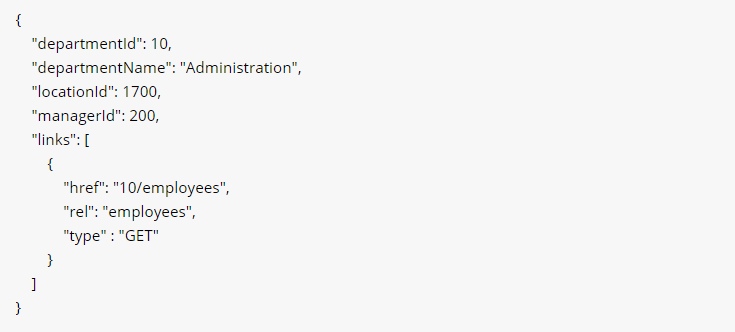 {
    "departmentId": 10,
    "departmentName": "Administration",
    "locationId": 1700,
    "managerId": 200,
    "links": [
        {
            "href": "10/employees",
            "rel": "employees",
            "type" : "GET"
        }
    ]
}